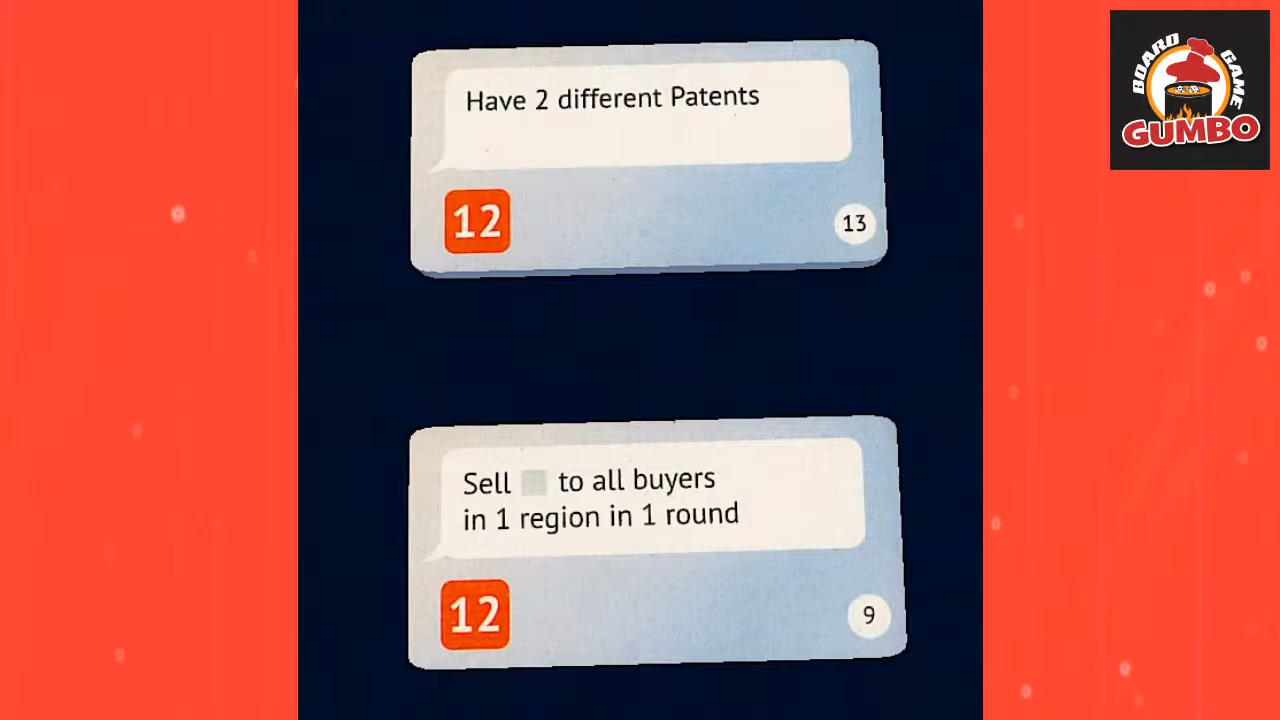 BOARD GAME
GUMBO
Have 2 different Patents
12
13
Sell to all buyers
in 1 region in 1 round
12
9